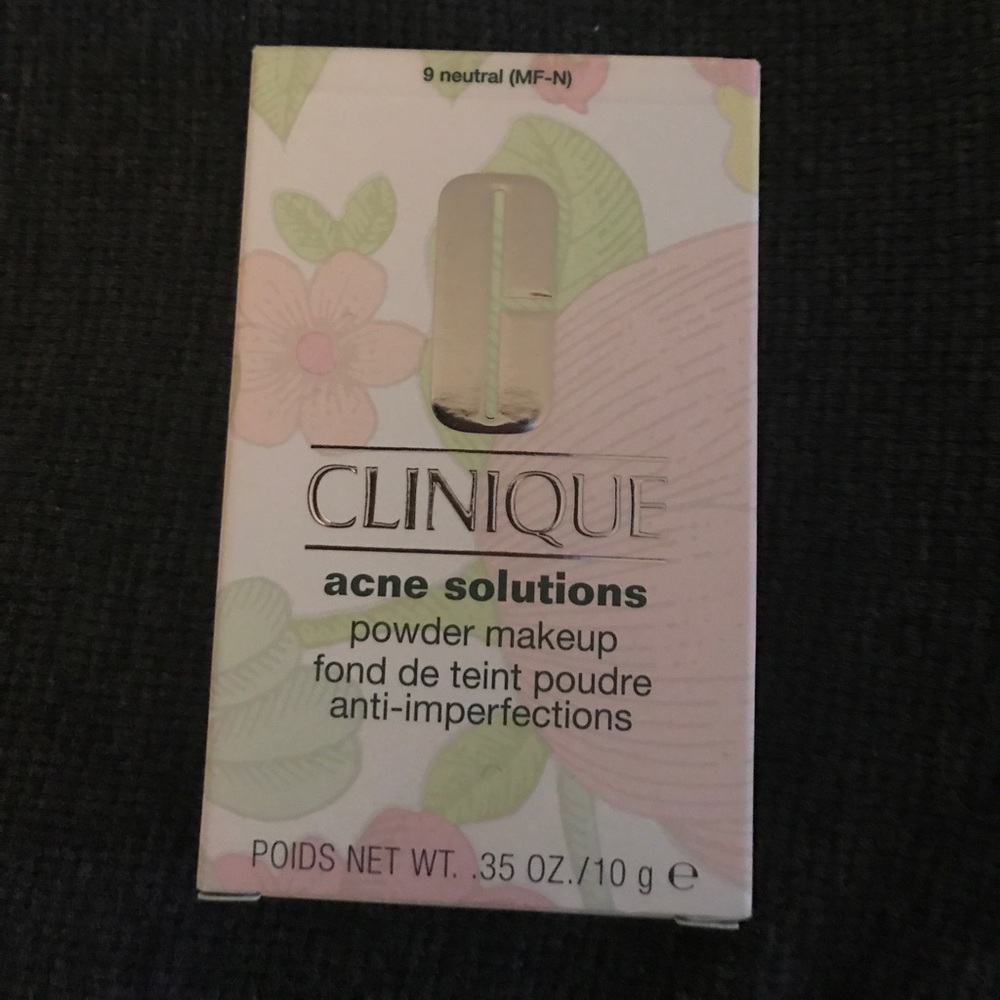 9 neutral (MF-N)
CLINIQUE
acne solutions
powder makeup
fond de teint poudre
anti-imperfections
POIDS NET WT. .35 OZ./10 g ℮